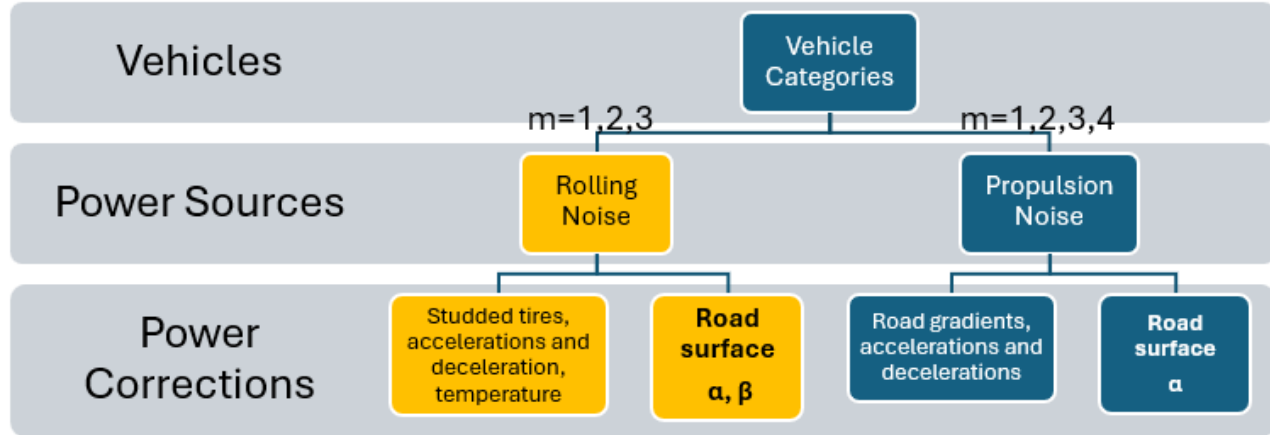 Vehicles
Vehicle
Categories
m=1,2,3
m=1,2,3,4
Power Sources
Rolling
Noise
Propulsion
Noise
Power
Corrections
Studded tires,
accelerations and
deceleration,
temperature
Road
surface
α, β
Road gradients,
accelerations and
decelerations
Road
surface
α